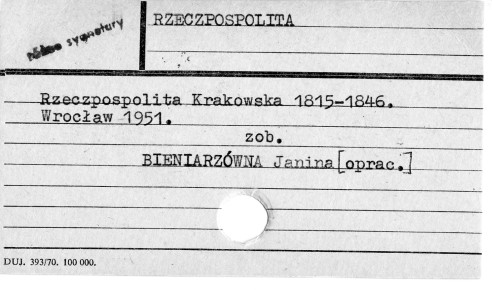 różne sygnatury
RZECZPOSPOLITA
Rzeczpospolita Krakowska 1815-1846.
Wrocław 1951.
zob.
BIENIARZÓWNA Janina [oprac.]
DUJ. 393/70. 100 000.